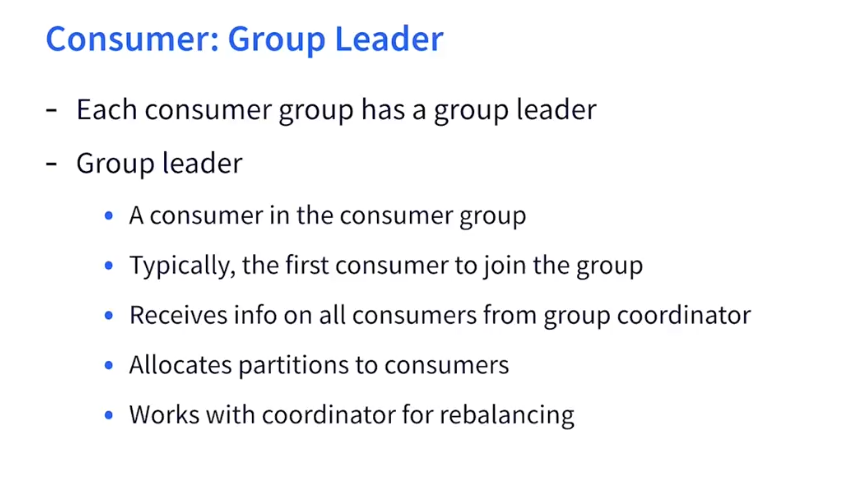 Consumer: Group Leader
- Each consumer group has a group leader
- Group leader
• A consumer in the consumer group
• Typically, the first consumer to join the group
• Receives info on all consumers from group coordinator
• Allocates partitions to consumers
• Works with coordinator for rebalancing